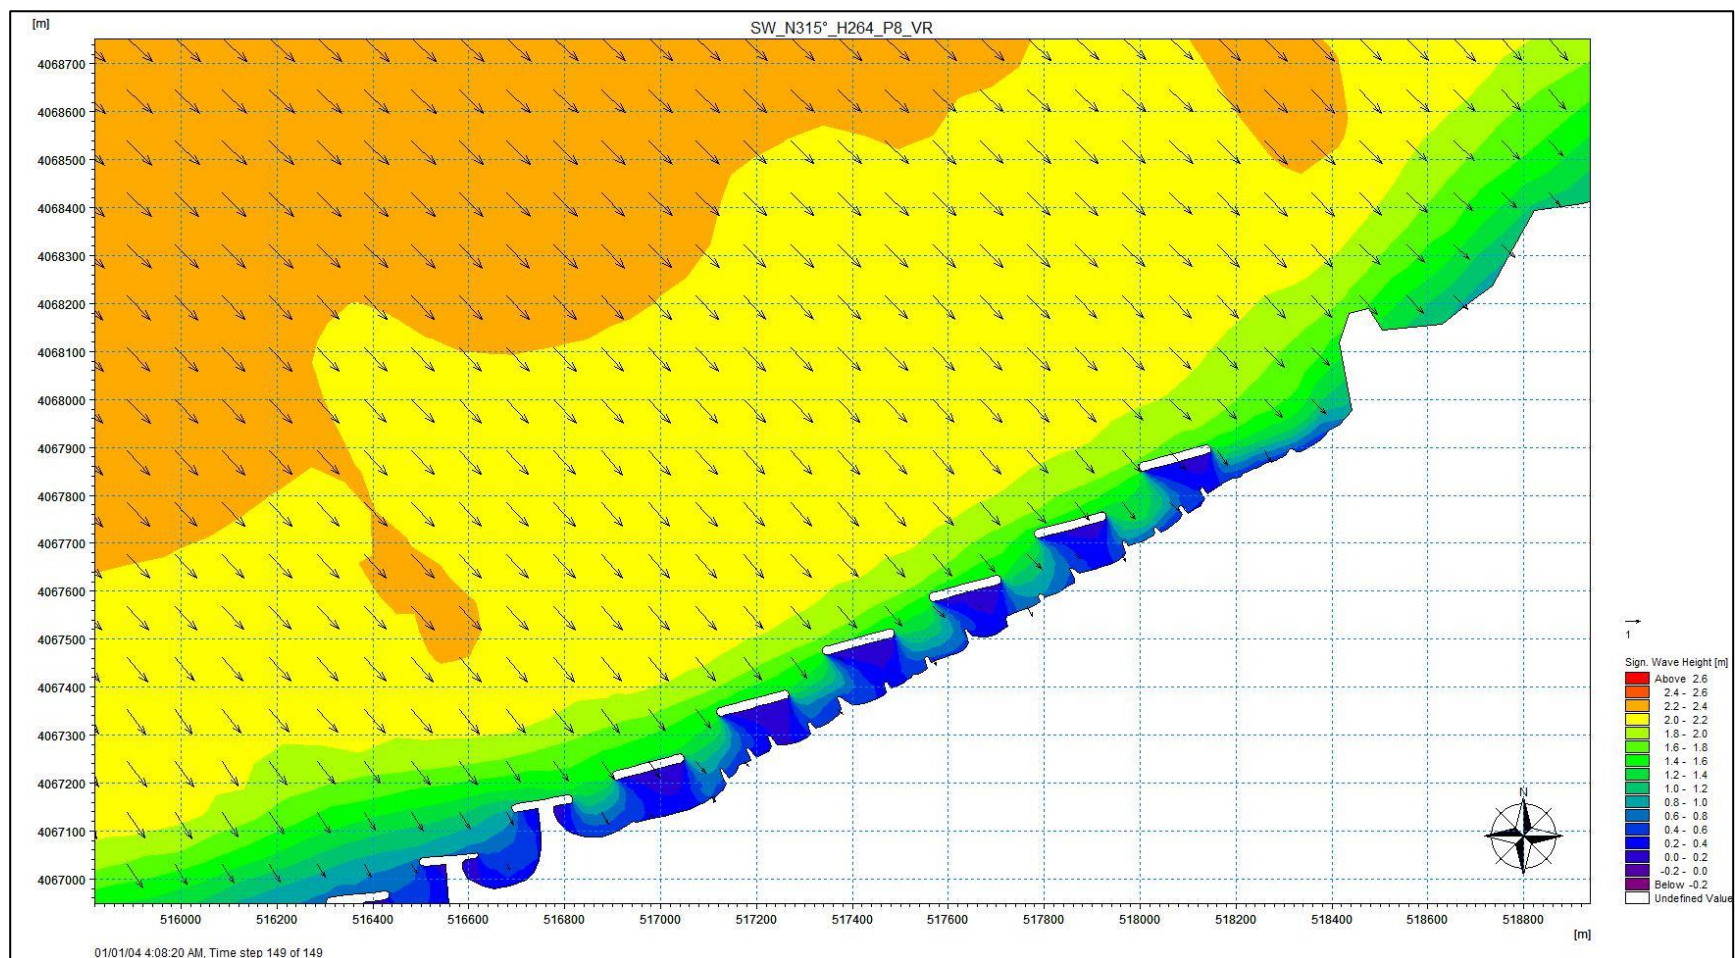 [m]
SW_N315°_H264_P8_VR
4068700
4068600
4068500
4068400
4068300
4068200
4068100
4068000
4067900
4067800
4067700
4067600
4067500
4067400
4067300
4067200
4067100
4067000
516000 516200 516400 516600 516800 517000 517200 517400 517600 517800 518000 518200 518400 518600 518800
[m]
N
1
Sign. Wave Height [m]
Above 2.6
2.4 - 2.6
2.2 - 2.4
2.0 - 2.2
1.8 - 2.0
1.6 - 1.8
1.4 - 1.6
1.2 - 1.4
1.0 - 1.2
0.8 - 1.0
0.6 - 0.8
0.4 - 0.6
0.2 - 0.4
0.0 - 0.2
-0.2 - 0.0
Below -0.2
Undefined Value
01/01/04 4:08:20 AM, Time step 149 of 149